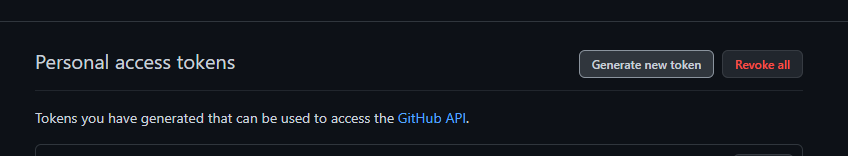 Personal access tokens
Generate new token
Revoke all
Tokens you have generated that can be used to access the GitHub API.